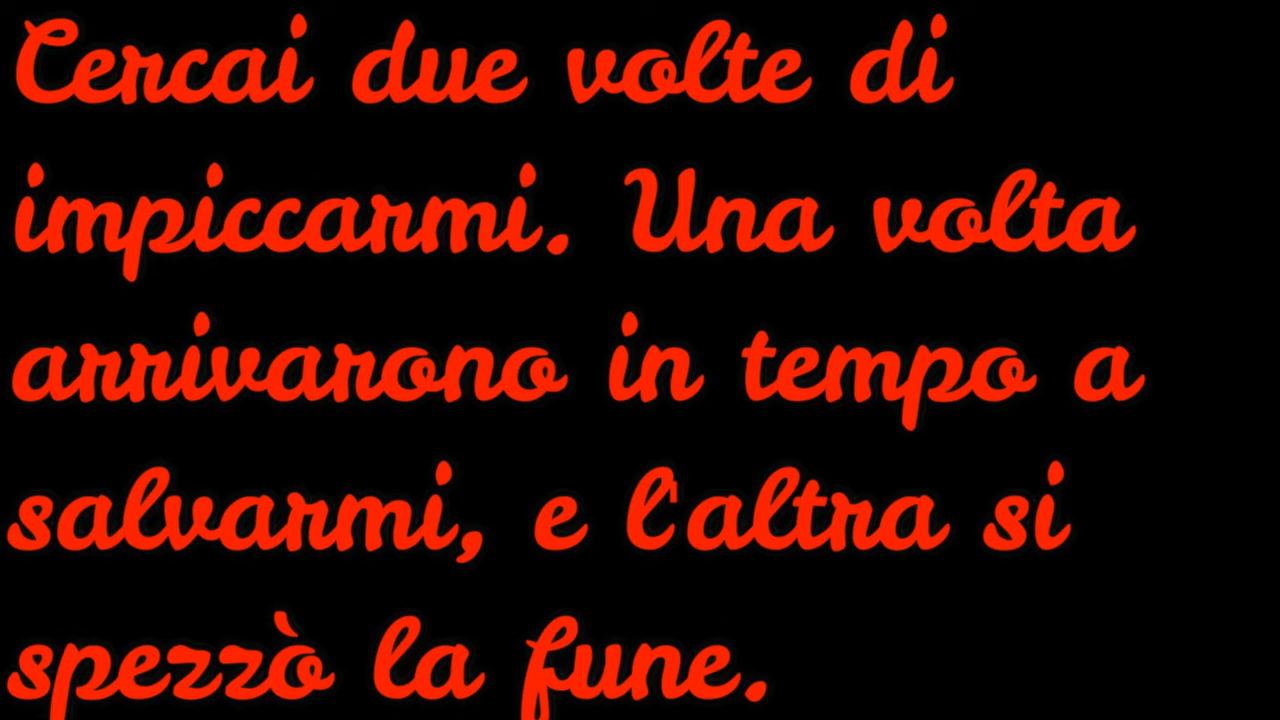 Cercai due volte di
impiccarmi. Una volta
arrivarono in tempo a
salvarmi, e l'altra si
spezzò la fune.